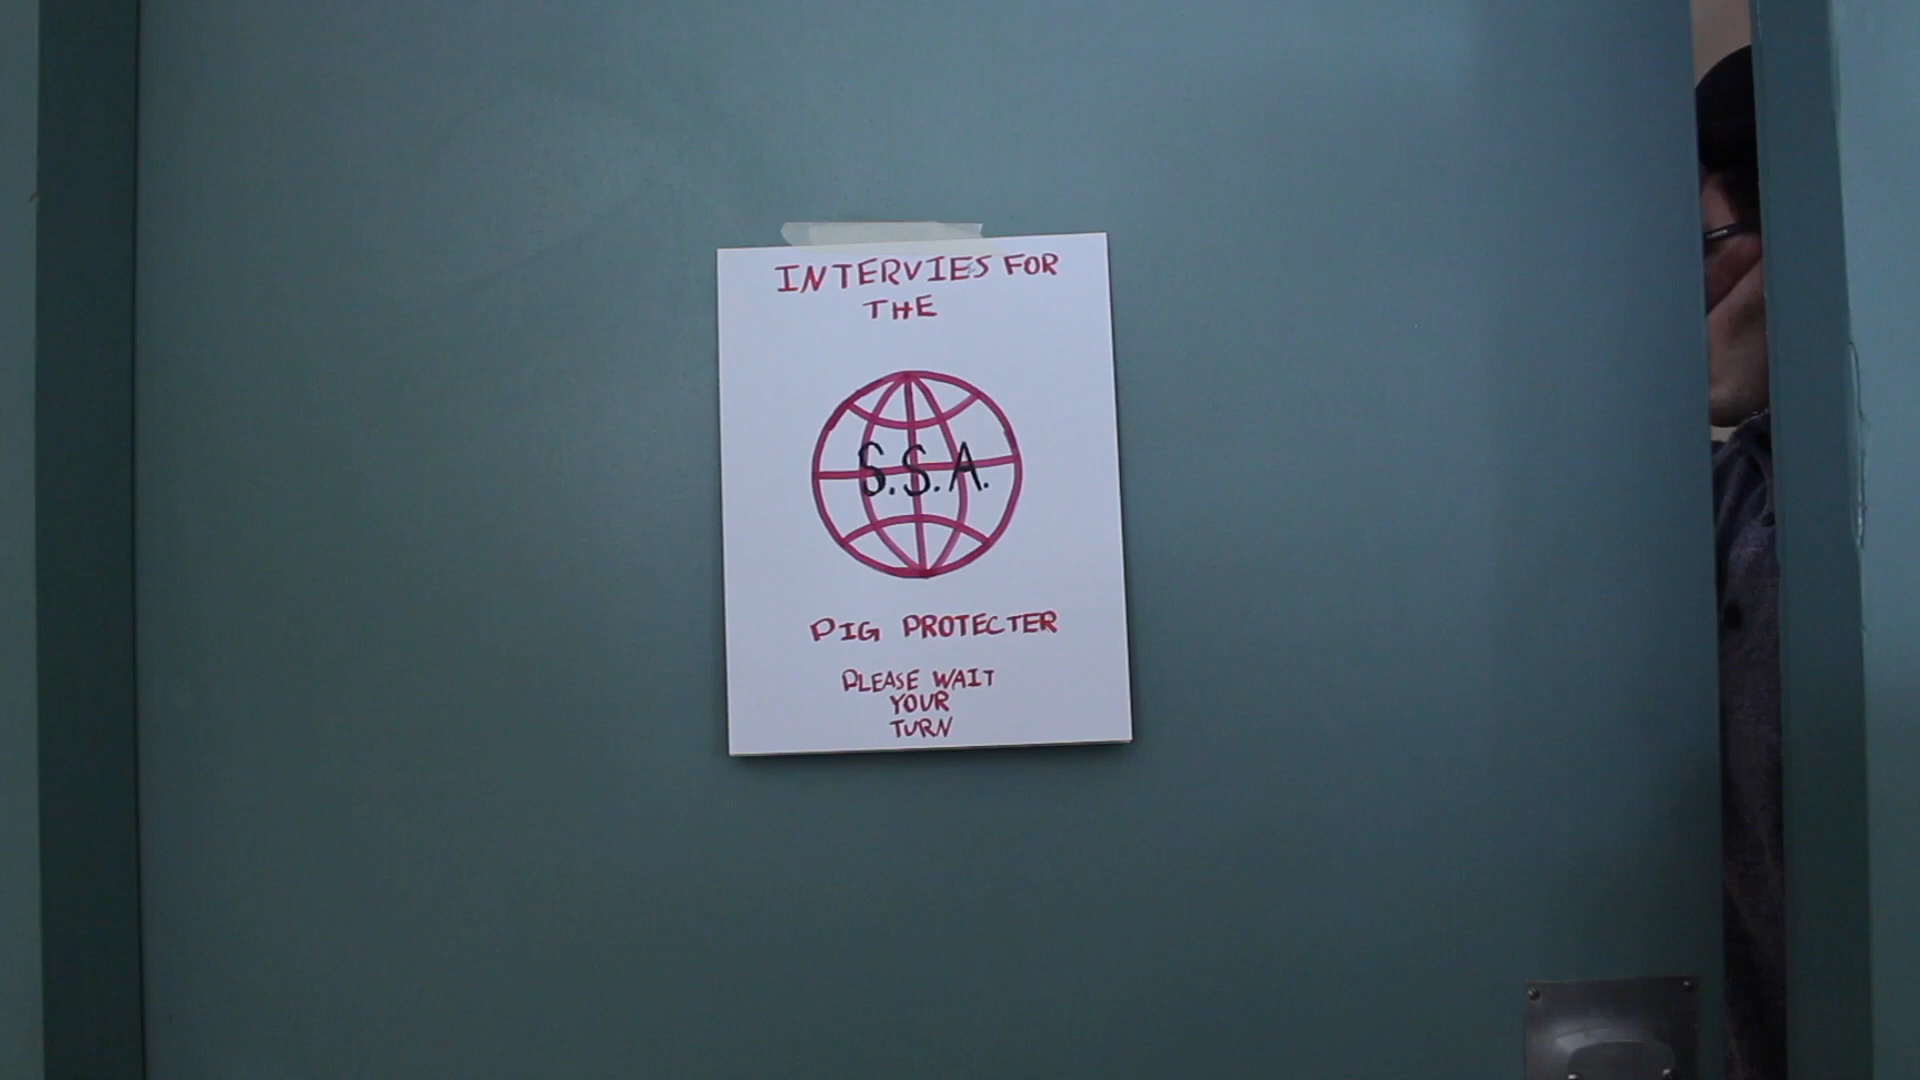 INTERVIES FOR
THE
S.S.A.
PIG PROTECTER
PLEASE WAIT
YOUR
TURN